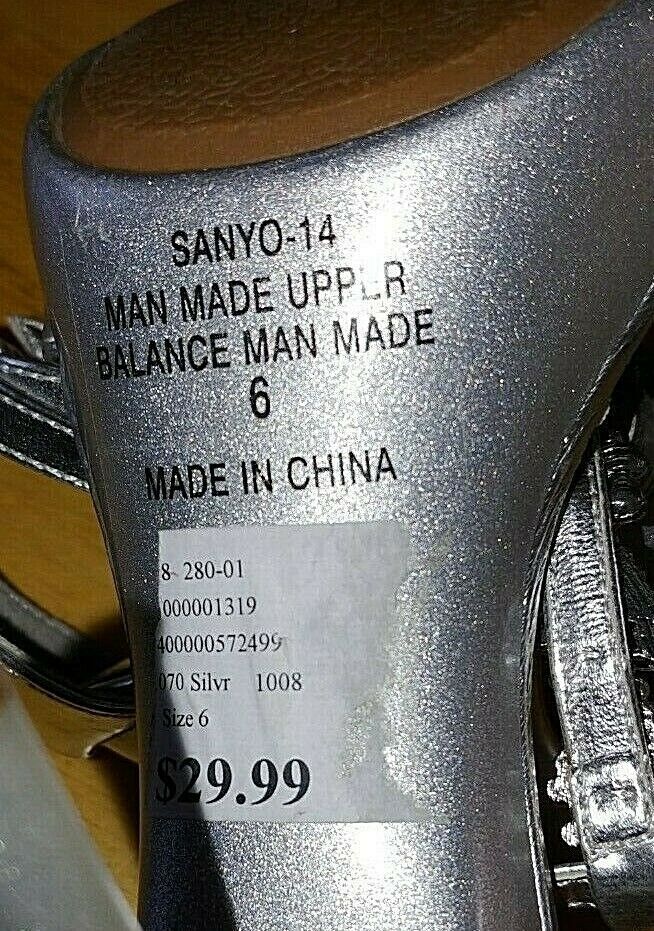 SANYO-14
MAN MADE UPPER
BALANCE MAN MADE
6
MADE IN CHINA
8- 280-01
000001319
400000572499
070 Silvr 1008
Size 6
$29.99